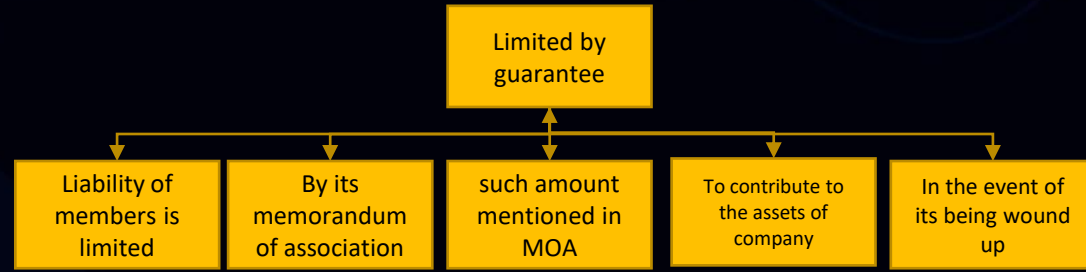 Limited by
guarantee
Liability of
members is
limited
By its
memorandum
of association
such amount
mentioned in
MOA
To contribute to
the assets of
company
In the event of
its being wound
up